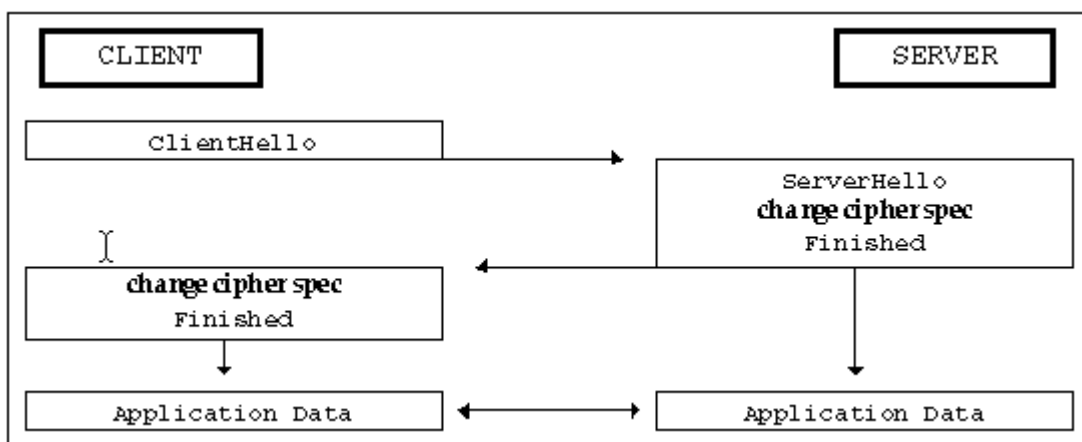 CLIENT
SERVER
ClientHello
ServerHello
change cipher spec
Finished
change cipher spec
Finished
Application Data
Application Data